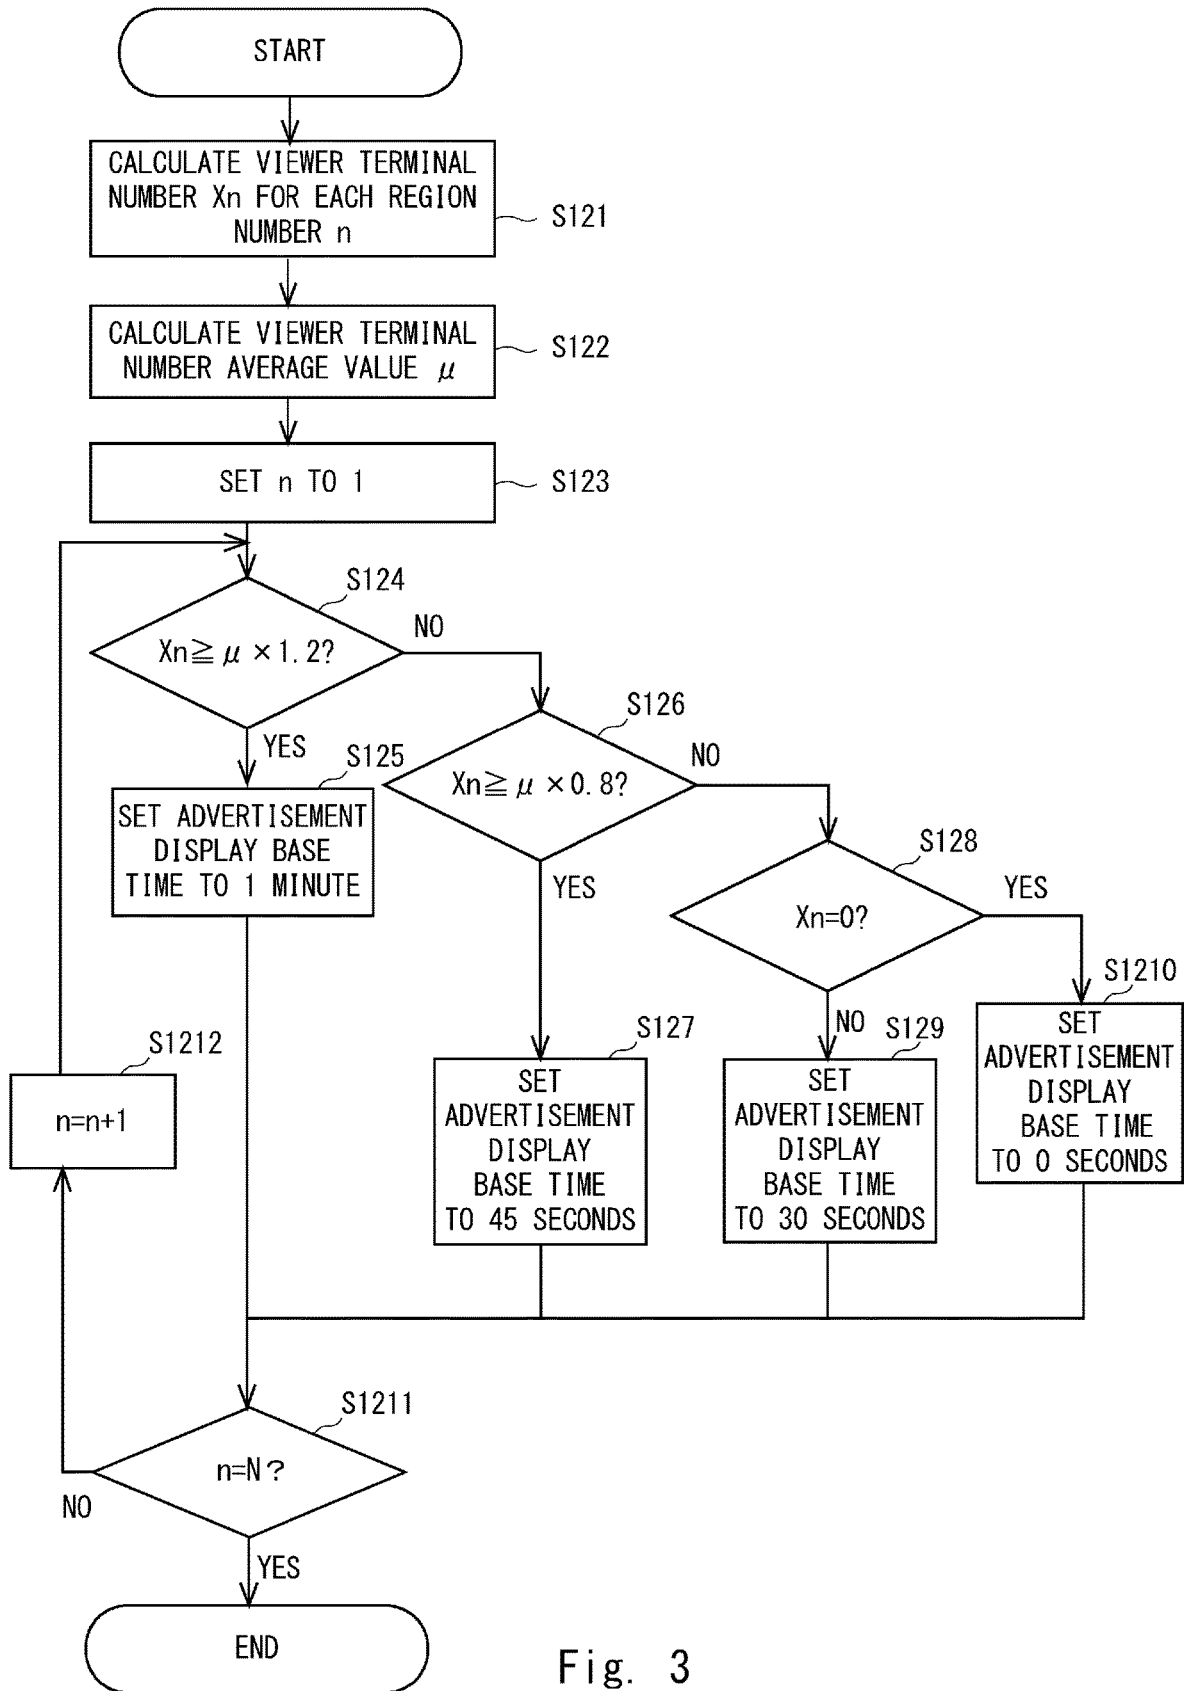 START
CALCULATE VIEWER TERMINAL
NUMBER Xn FOR EACH REGION
NUMBER n
S121
CALCULATE VIEWER TERMINAL
NUMBER AVERAGE VALUE μ
S122
SET n TO 1
S123
S124
Xn≧μ×1.2?
NO
YES
S125
SET ADVERTISEMENT
DISPLAY BASE
TIME TO 1 MINUTE
S126
Xn≧μ×0.8?
NO
YES
S127
SET
ADVERTISEMENT
DISPLAY
BASE TIME
TO 45 SECONDS
S128
Xn=0?
YES
NO
S129
SET
ADVERTISEMENT
DISPLAY
BASE TIME
TO 30 SECONDS
S1210
SET
ADVERTISEMENT
DISPLAY
BASE TIME
TO 0 SECONDS
S1212
n=n+1
S1211
n=N?
NO
YES
END
Fig. 3